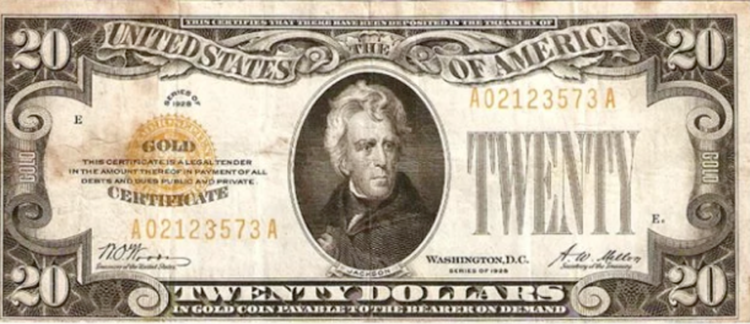 THIS CERTIFIES THAT THERE HAVE BEEN DEPOSITED IN THE TREASURY OF
20 UNITED STATES THE OF AMERICA 20
SERIES OF
1928
A02123573A
E
GOLD
THIS CERTIFICATE IS A LEGAL TENDER
IN THE AMOUNT THEREOF IN PAYMENT OF ALL
DEBTS AND DUES PUBLIC AND PRIVATE
CERTIFICATE
GOLD
TWENTY
GOLD
A02123573A
E
W.O. Woods
Treasurer of the United States
JACKSON
WASHINGTON, D.C.
SERIES OF 1928
A.W. Mellon
Secretary of the Treasury
20 TWENTY DOLLARS 20
IN GOLD COIN PAYABLE TO THE BEARER ON DEMAND